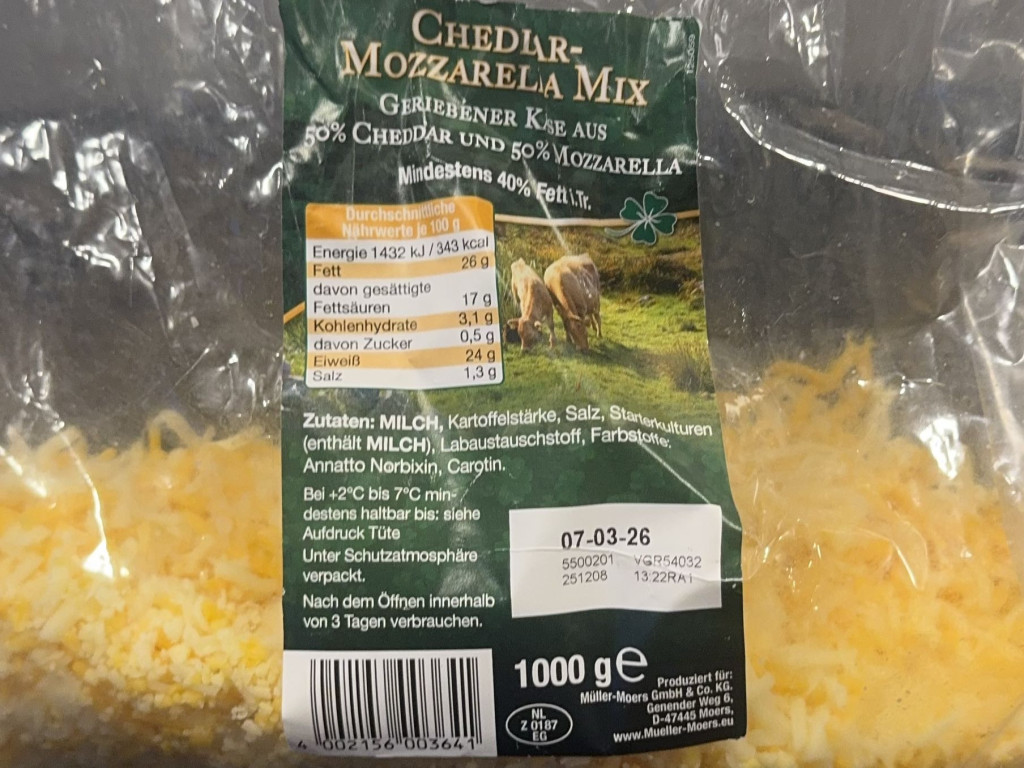 CHEDDAR-
MOZZARELLA MIX
GERIEBENER KÄSE AUS
50% CHEDDAR UND 50% MOZZARELLA
Mindestens 40% Fett i.Tr.
Durchschnittliche
Nährwerte je 100 g
Energie 1432 kJ / 343 kcal
Fett 26 g
davon gesättigte
Fettsäuren 17 g
Kohlenhydrate 3,1 g
davon Zucker 0,5 g
Eiweiß 24 g
Salz 1,3 g
Zutaten: MILCH, Kartoffelstärke, Salz, Starterkulturen
(enthält MILCH), Labaustauschstoff, Farbstoffe:
Annatto Norbixin, Carotin.
Bei +2°C bis 7°C min-
destens haltbar bis: siehe
Aufdruck Tüte
Unter Schutzatmosphäre
verpackt.
Nach dem Öffnen innerhalb
von 3 Tagen verbrauchen.
07-03-26
5500201 VGR54032
251208 13:22RA1
1000 g e
Produziert für:
Müller-Moers GmbH & Co. KG.
Genender Weg 6,
D-47445 Moers,
www.Mueller-Moers.eu
NL
Z 0187
EG
4 002156 003641